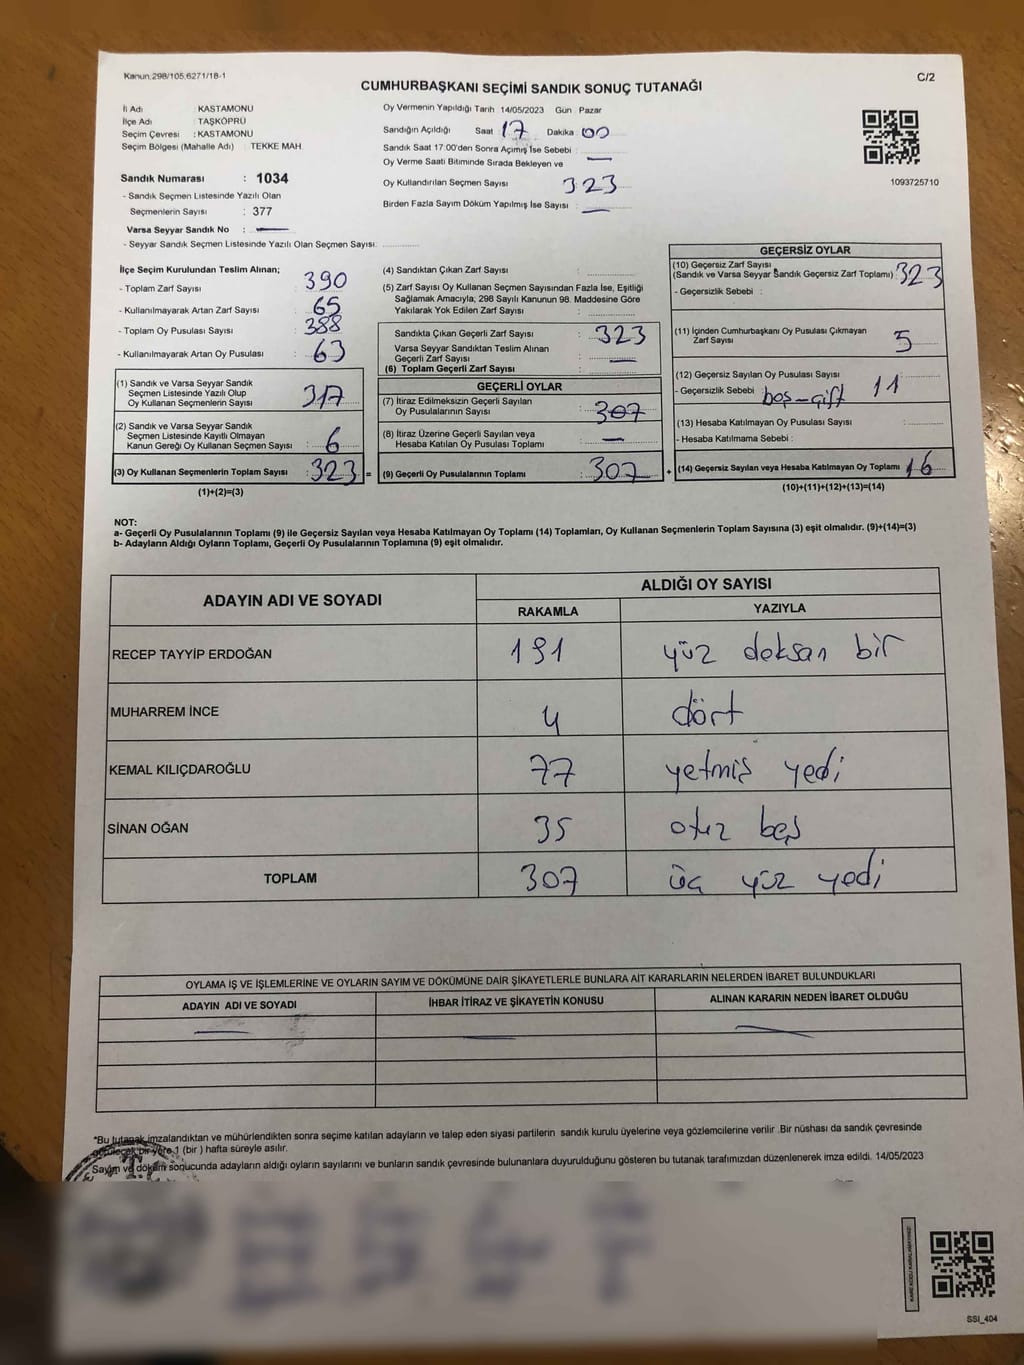 Kanun:298/105,6271/18-1
C/2
CUMHURBAŞKANI SEÇİMİ SANDIK SONUÇ TUTANAĞI
İl Adı : KASTAMONU
İlçe Adı : TAŞKÖPRÜ
Seçim Çevresi : KASTAMONU
Seçim Bölgesi (Mahalle Adı) TEKKE MAH.
Sandık Numarası : 1034
- Sandık Seçmen Listesinde Yazılı Olan
Seçmenlerin Sayısı : 377
Varsa Seyyar Sandık No : —
- Seyyar Sandık Seçmen Listesinde Yazılı Olan Seçmen Sayısı:
Oy Vermenin Yapıldığı Tarih 14/05/2023 Gün : Pazar
Sandığın Açıldığı Saat 17 Dakika 00
Sandık Saat 17:00'den Sonra Açımış İse Sebebi : —
Oy Verme Saati Bitiminde Sırada Bekleyen ve
Oy Kullandırılan Seçmen Sayısı 323
Birden Fazla Sayım Döküm Yapılmış İse Sayısı : —
1093725710
İlçe Seçim Kurulundan Teslim Alınan;
- Toplam Zarf Sayısı : 390
- Kullanılmayarak Artan Zarf Sayısı : 65
- Toplam Oy Pusulası Sayısı : 388
- Kullanılmayarak Artan Oy Pusulası : 63
(1) Sandık ve Varsa Seyyar Sandık
Seçmen Listesinde Yazılı Olup
Oy Kullanan Seçmenlerin Sayısı : 317
(2) Sandık ve Varsa Seyyar Sandık
Seçmen Listesinde Kayıtlı Olmayan
Kanun Gereği Oy Kullanan Seçmen Sayısı : 6
(3) Oy Kullanan Seçmenlerin Toplam Sayısı : 323 =
(1)+(2)=(3)
(4) Sandıktan Çıkan Zarf Sayısı :
(5) Zarf Sayısı Oy Kullanan Seçmen Sayısından Fazla İse, Eşitliği
Sağlamak Amacıyla; 298 Sayılı Kanunun 98. Maddesine Göre
Yakılarak Yok Edilen Zarf Sayısı :
Sandıkta Çıkan Geçerli Zarf Sayısı : 323
Varsa Seyyar Sandıktan Teslim Alınan
Geçerli Zarf Sayısı : —
(6) Toplam Geçerli Zarf Sayısı :
GEÇERLİ OYLAR
(7) İtiraz Edilmeksizin Geçerli Sayılan
Oy Pusulalarının Sayısı : 307
(8) İtiraz Üzerine Geçerli Sayılan veya
Hesaba Katılan Oy Pusulası Toplamı : —
(9) Geçerli Oy Pusulalarının Toplamı : 307 +
GEÇERSİZ OYLAR
(10) Geçersiz Zarf Sayısı
(Sandık ve Varsa Seyyar Sandık Geçersiz Zarf Toplamı) : 323
- Geçersizlik Sebebi :
(11) İçinden Cumhurbaşkanı Oy Pusulası Çıkmayan
Zarf Sayısı : 5
(12) Geçersiz Sayılan Oy Pusulası Sayısı : 11
- Geçersizlik Sebebi : boş-çift
(13) Hesaba Katılmayan Oy Pusulası Sayısı :
- Hesaba Katılmama Sebebi :
(14) Geçersiz Sayılan veya Hesaba Katılmayan Oy Toplamı : 16
(10)+(11)+(12)+(13)=(14)
NOT:
a- Geçerli Oy Pusulalarının Toplamı (9) ile Geçersiz Sayılan veya Hesaba Katılmayan Oy Toplamı (14) Toplamları, Oy Kullanan Seçmenlerin Toplam Sayısına (3) eşit olmalıdır. (9)+(14)=(3)
b- Adayların Aldığı Oyların Toplamı, Geçerli Oy Pusulalarının Toplamına (9) eşit olmalıdır.
ADAYIN ADI VE SOYADI ALDIĞI OY SAYISI
RAKAMLA YAZIYLA
RECEP TAYYİP ERDOĞAN 191 yüz doksan bir
MUHARREM İNCE 4 dört
KEMAL KILIÇDAROĞLU 77 yetmiş yedi
SİNAN OĞAN 35 otuz beş
TOPLAM 307 üç yüz yedi
OYLAMA İŞ VE İŞLEMLERİNE VE OYLARIN SAYIM VE DÖKÜMÜNE DAİR ŞİKAYETLERLE BUNLARA AİT KARARLARIN NELERDEN İBARET BULUNDUKLARI
ADAYIN ADI VE SOYADI İHBAR İTİRAZ VE ŞİKAYETİN KONUSU ALINAN KARARIN NEDEN İBARET OLDUĞU
*Bu tutanak imzalandıktan ve mühürlendikten sonra seçime katılan adayların ve talep eden siyasi partilerin sandık kurulu üyelerine veya gözlemcilerine verilir .Bir nüshası da sandık çevresinde
görülecek bir yere 1 (bir ) hafta süreyle asılır.
Sayım ve döküm sonucunda adayların aldığı oyların sayılarını ve bunların sandık çevresinde bulunanlara duyurulduğunu gösteren bu tutanak tarafımızdan düzenlenerek imza edildi. 14/05/2023
SSI_404